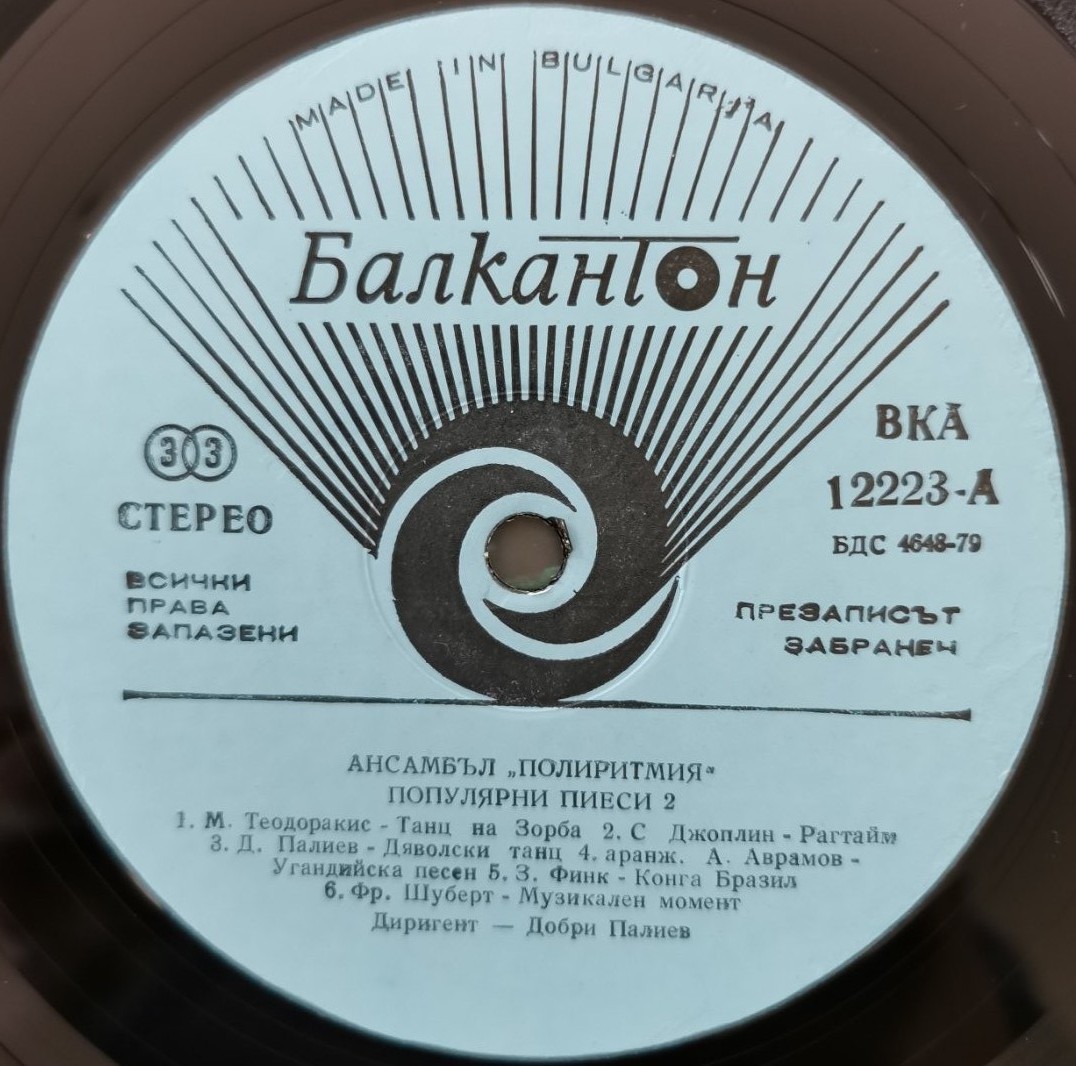 MADE IN BULGARIA
Балкантон
33
СТЕРЕО
ВСИЧКИ
ПРАВА
ЗАПАЗЕНИ
ВКА
12223-А
БДС 4648-79
ПРЕЗАПИСЪТ
ЗАБРАНЕН
АНСАМБЪЛ „ПОЛИРИТМИЯ“
ПОПУЛЯРНИ ПИЕСИ 2
1. М. Теодоракис - Танц на Зорба 2. С Джоплин - Рагтайм
3. Д. Палиев - Дяволски танц 4. аранж. А. Аврамов -
Угандийска песен 5. З. Финк - Конга Бразил
6. Фр. Шуберт - Музикален момент
Диригент — Добри Палиев